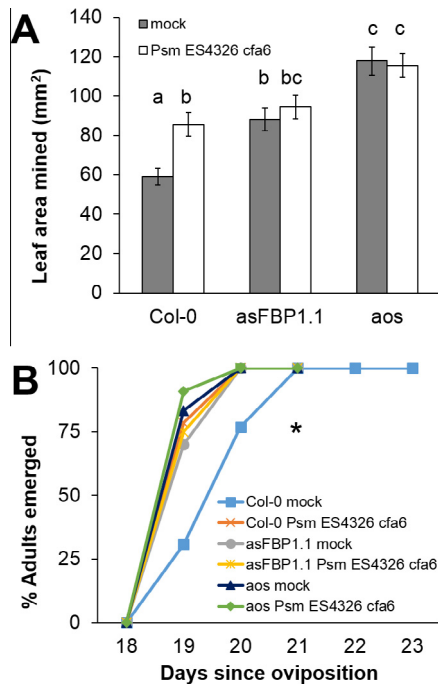 A
mock
Psm ES4326 cfa6
140
120
100
80
60
40
20
0
Leaf area mined (mm²)
a b b bc c c
Col-0 asFBP1.1 aos
B
100
75
50
25
0
% Adults emerged
*
Col-0 mock
Col-0 Psm ES4326 cfa6
asFBP1.1 mock
asFBP1.1 Psm ES4326 cfa6
aos mock
aos Psm ES4326 cfa6
18 19 20 21 22 23
Days since oviposition